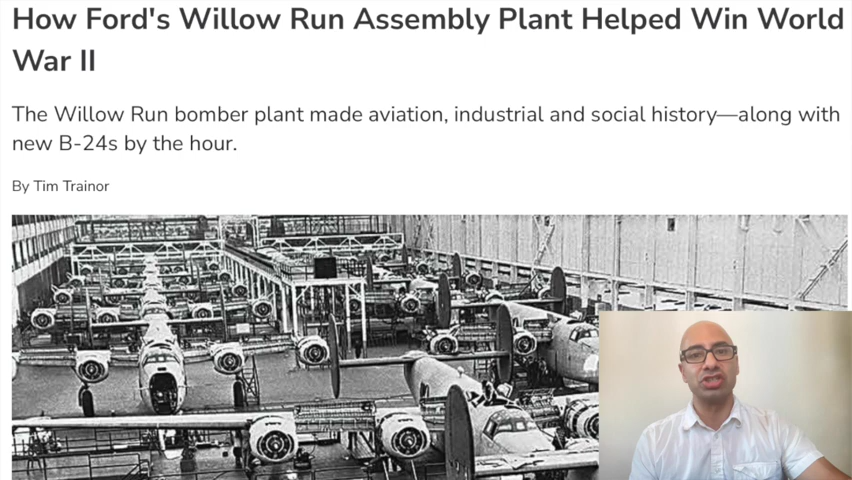 How Ford's Willow Run Assembly Plant Helped Win World
War II
The Willow Run bomber plant made aviation, industrial and social history—along with
new B-24s by the hour.
By Tim Trainor